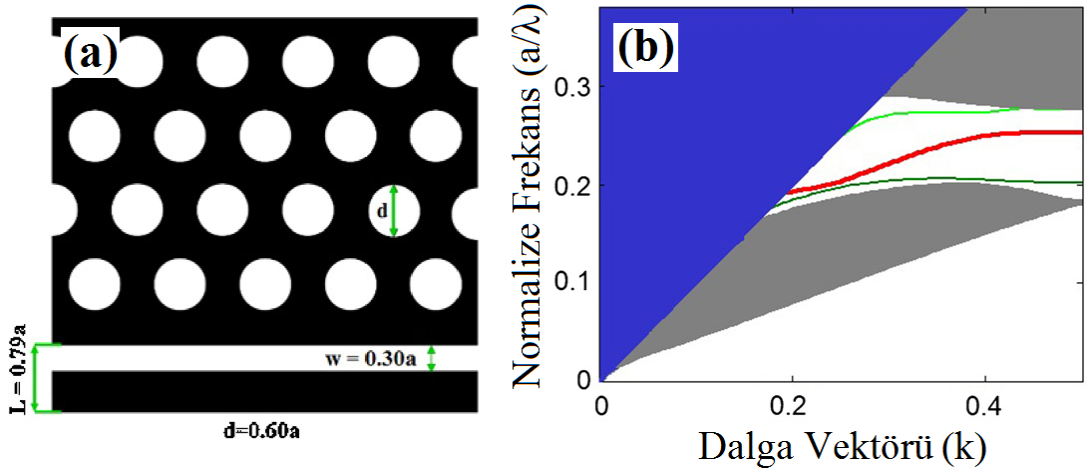 (a)
d
L = 0.79a
w = 0.30a
d=0.60a
(b)
Normalize Frekans (a/λ)
0.3
0.2
0.1
0
0
0.2
0.4
Dalga Vektörü (k)